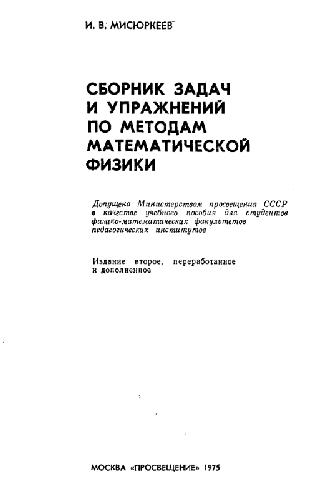 И. В. МИСЮРКЕЕВ
СБОРНИК ЗАДАЧ
И УПРАЖНЕНИЙ
ПО МЕТОДАМ
МАТЕМАТИЧЕСКОЙ
ФИЗИКИ
Допущено Министерством просвещения СССР
в качестве учебного пособия для студентов
физико-математических факультетов
педагогических институтов
Издание второе, переработанное
и дополненное
МОСКВА «ПРОСВЕЩЕНИЕ» 1975